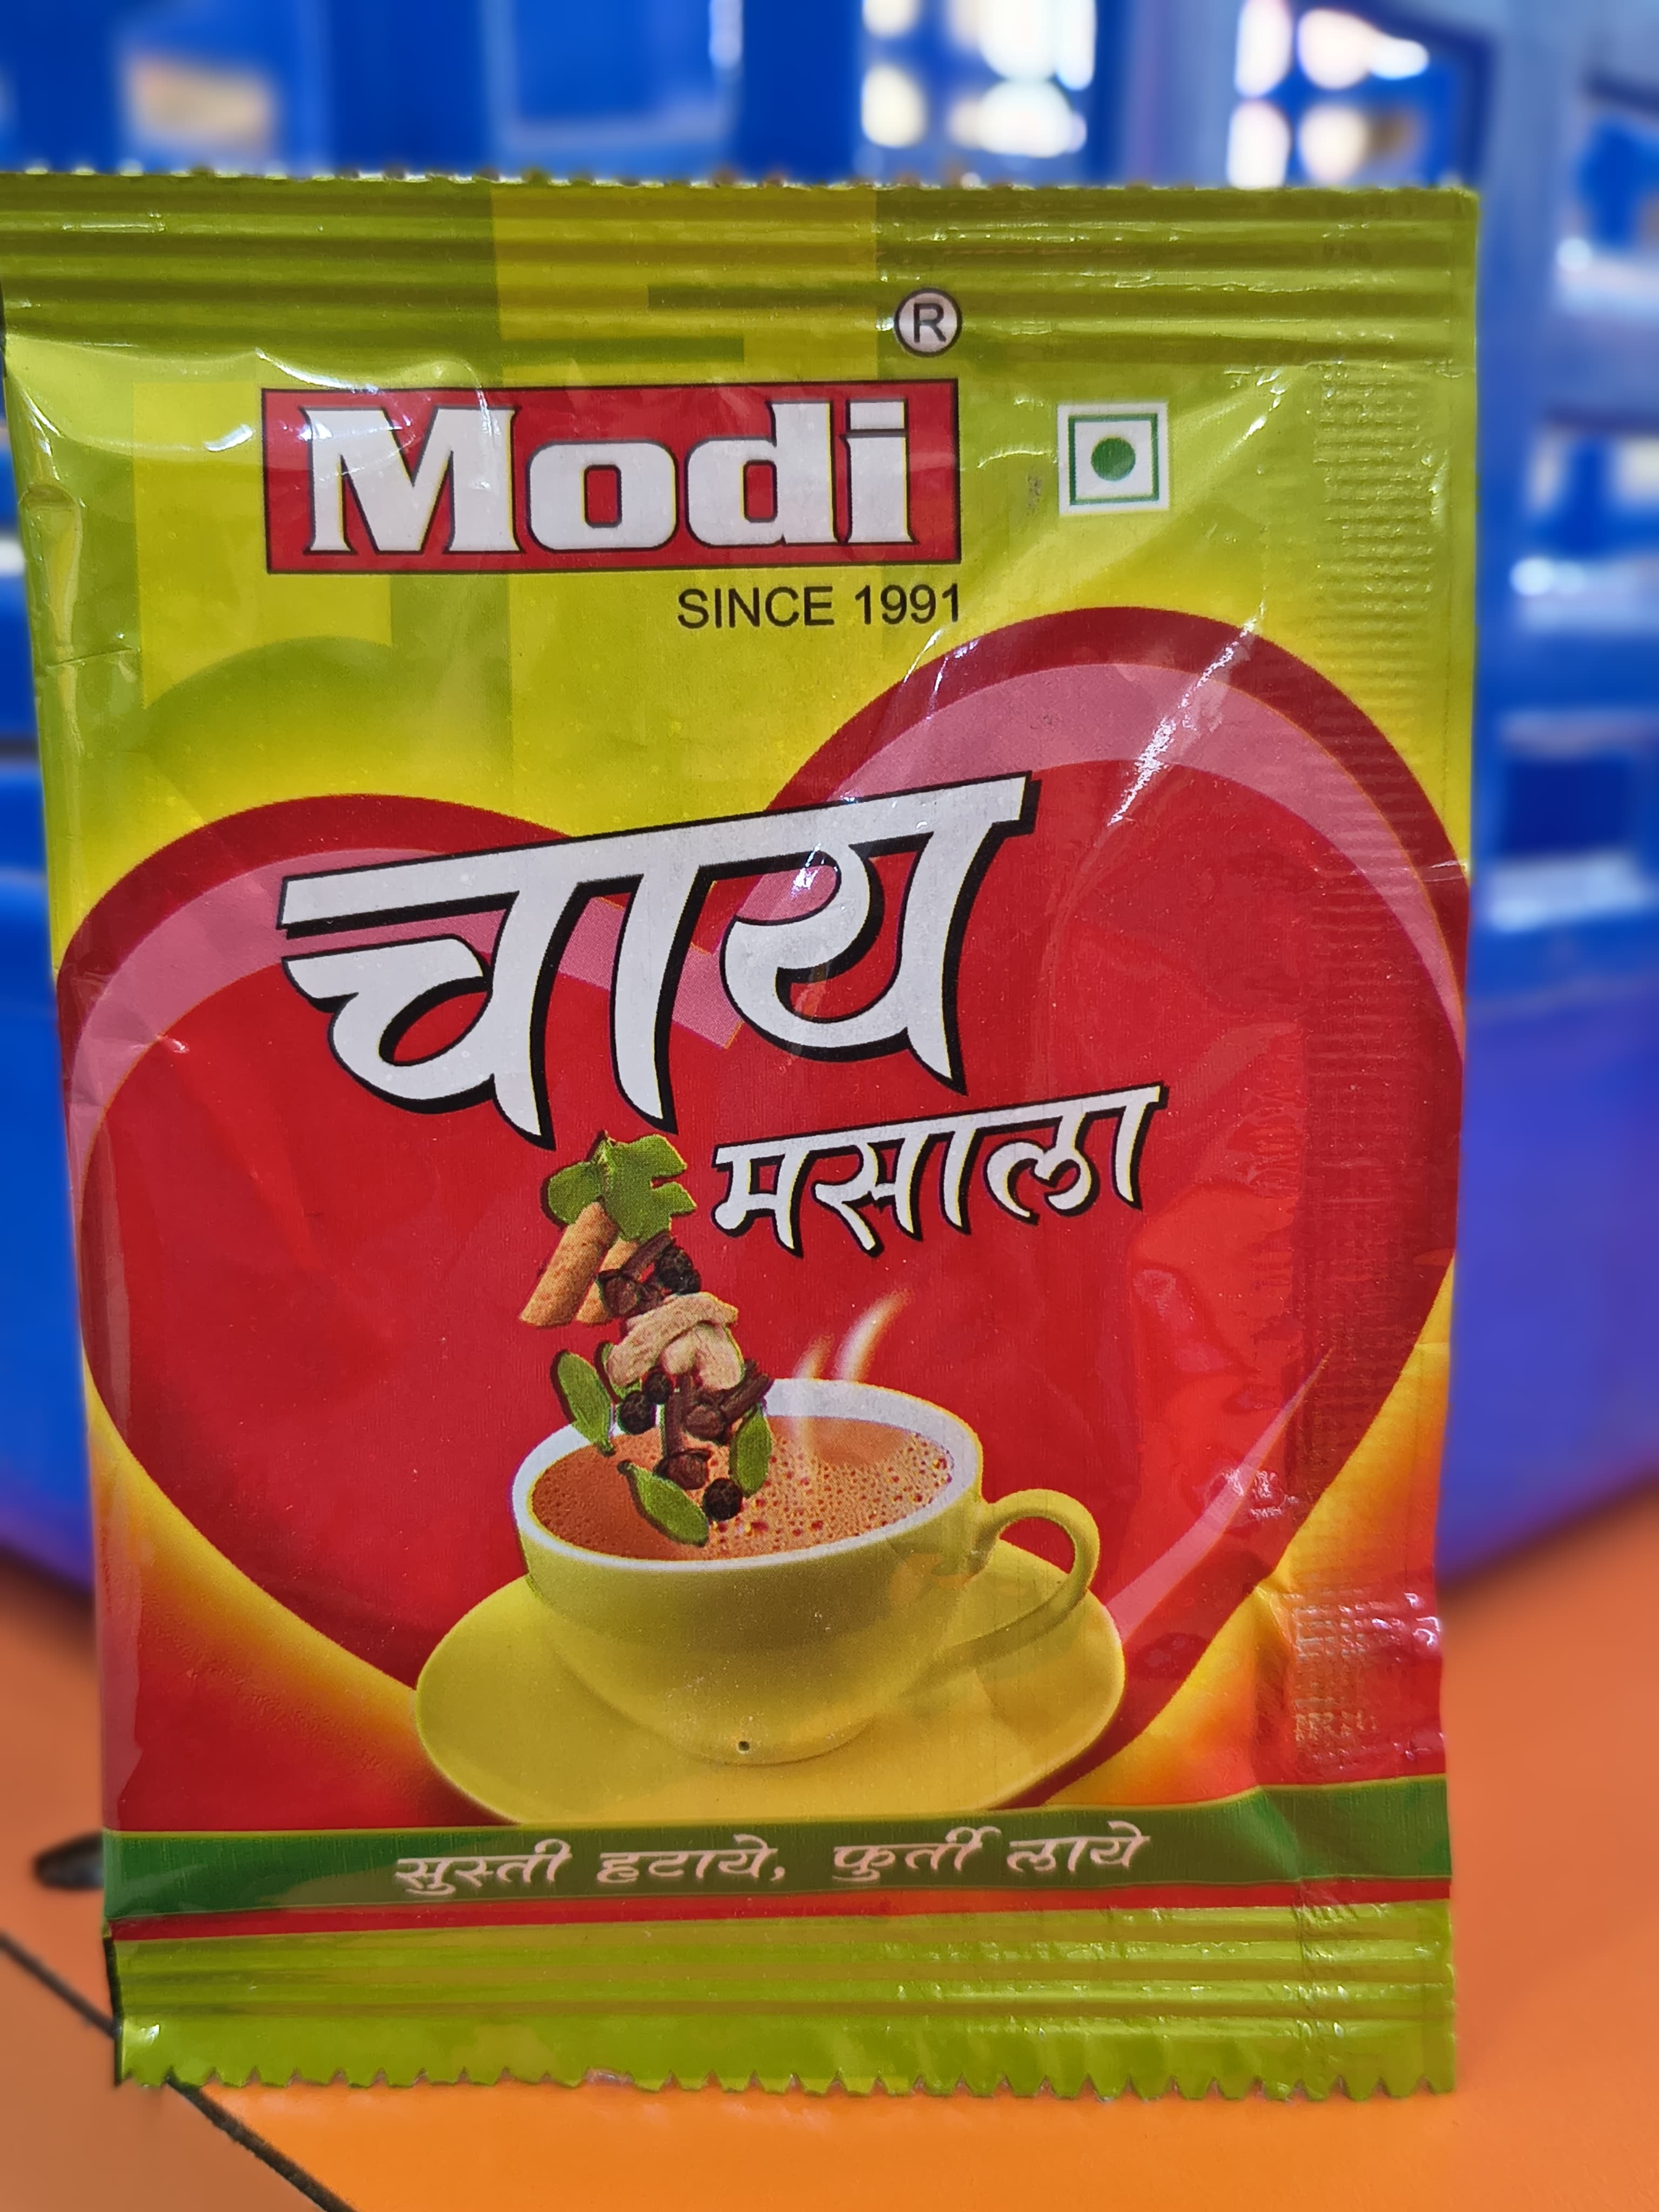 ®
Modi
SINCE 1991
चाय
मसाला
सुस्ती हटाये, फुर्ती लाये